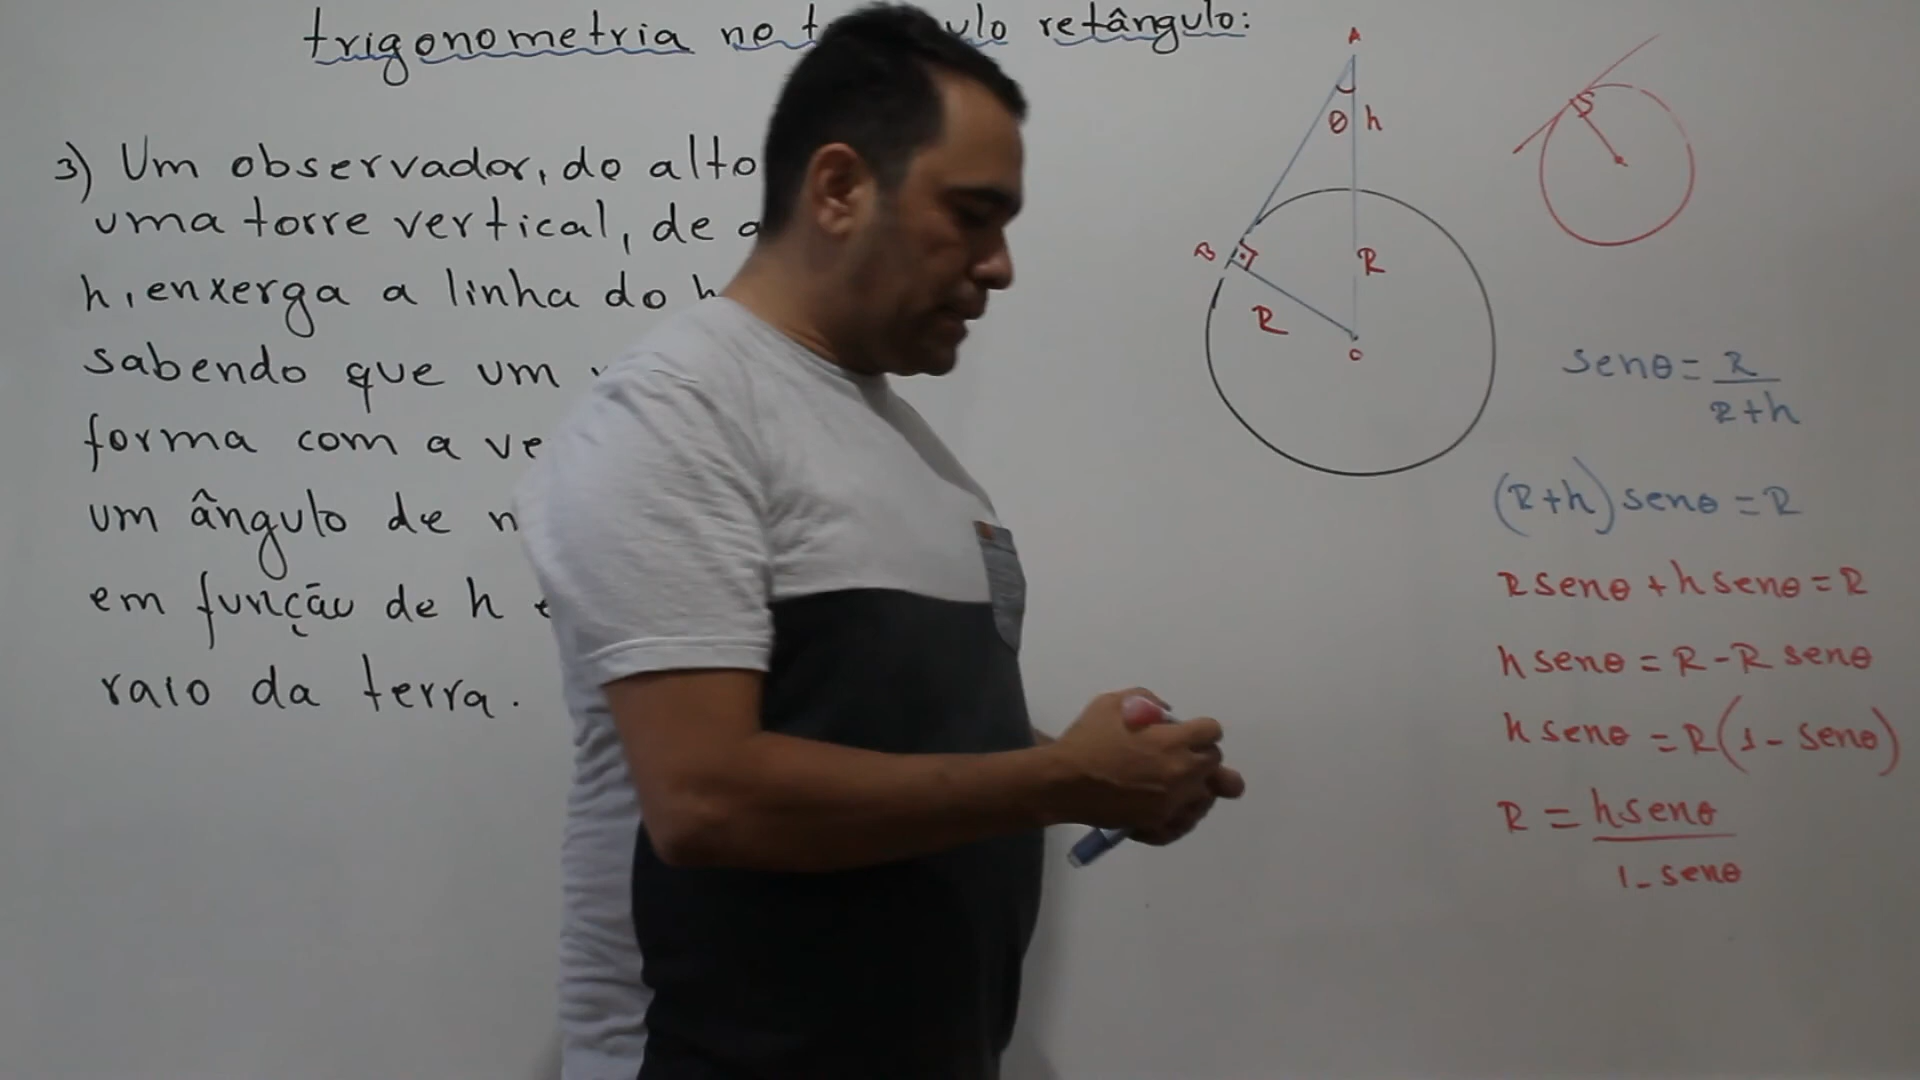 trigonometria no retângulo:
3) Um observador, do alto
uma torre vertical, de
h, enxerga a linha do h
sabendo que um
forma com a ve
um ângulo de
em função de h
raio da terra.
A
θ h
B
R
R
O
senθ = R / R+h
(R+h) senθ = R
R senθ + h senθ = R
h senθ = R - R senθ
h senθ = R(1 - senθ)
R = h senθ / 1 - senθ